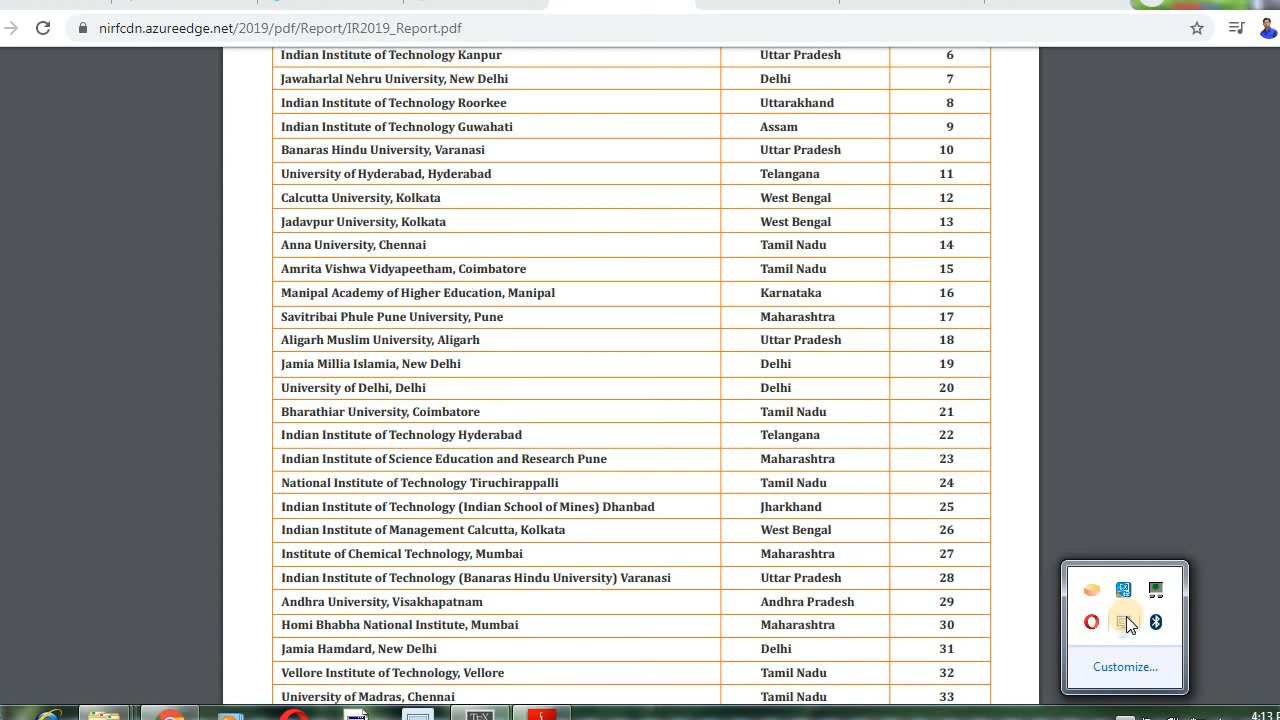 nirfcdn.azureedge.net/2019/pdf/Report/IR2019_Report.pdf
Indian Institute of Technology Kanpur Uttar Pradesh 6
Jawaharlal Nehru University, New Delhi Delhi 7
Indian Institute of Technology Roorkee Uttarakhand 8
Indian Institute of Technology Guwahati Assam 9
Banaras Hindu University, Varanasi Uttar Pradesh 10
University of Hyderabad, Hyderabad Telangana 11
Calcutta University, Kolkata West Bengal 12
Jadavpur University, Kolkata West Bengal 13
Anna University, Chennai Tamil Nadu 14
Amrita Vishwa Vidyapeetham, Coimbatore Tamil Nadu 15
Manipal Academy of Higher Education, Manipal Karnataka 16
Savitribai Phule Pune University, Pune Maharashtra 17
Aligarh Muslim University, Aligarh Uttar Pradesh 18
Jamia Millia Islamia, New Delhi Delhi 19
University of Delhi, Delhi Delhi 20
Bharathiar University, Coimbatore Tamil Nadu 21
Indian Institute of Technology Hyderabad Telangana 22
Indian Institute of Science Education and Research Pune Maharashtra 23
National Institute of Technology Tiruchirappalli Tamil Nadu 24
Indian Institute of Technology (Indian School of Mines) Dhanbad Jharkhand 25
Indian Institute of Management Calcutta, Kolkata West Bengal 26
Institute of Chemical Technology, Mumbai Maharashtra 27
Indian Institute of Technology (Banaras Hindu University) Varanasi Uttar Pradesh 28
Andhra University, Visakhapatnam Andhra Pradesh 29
Homi Bhabha National Institute, Mumbai Maharashtra 30
Jamia Hamdard, New Delhi Delhi 31
Vellore Institute of Technology, Vellore Tamil Nadu 32
University of Madras, Chennai Tamil Nadu 33
Customize...
TEX
4:13